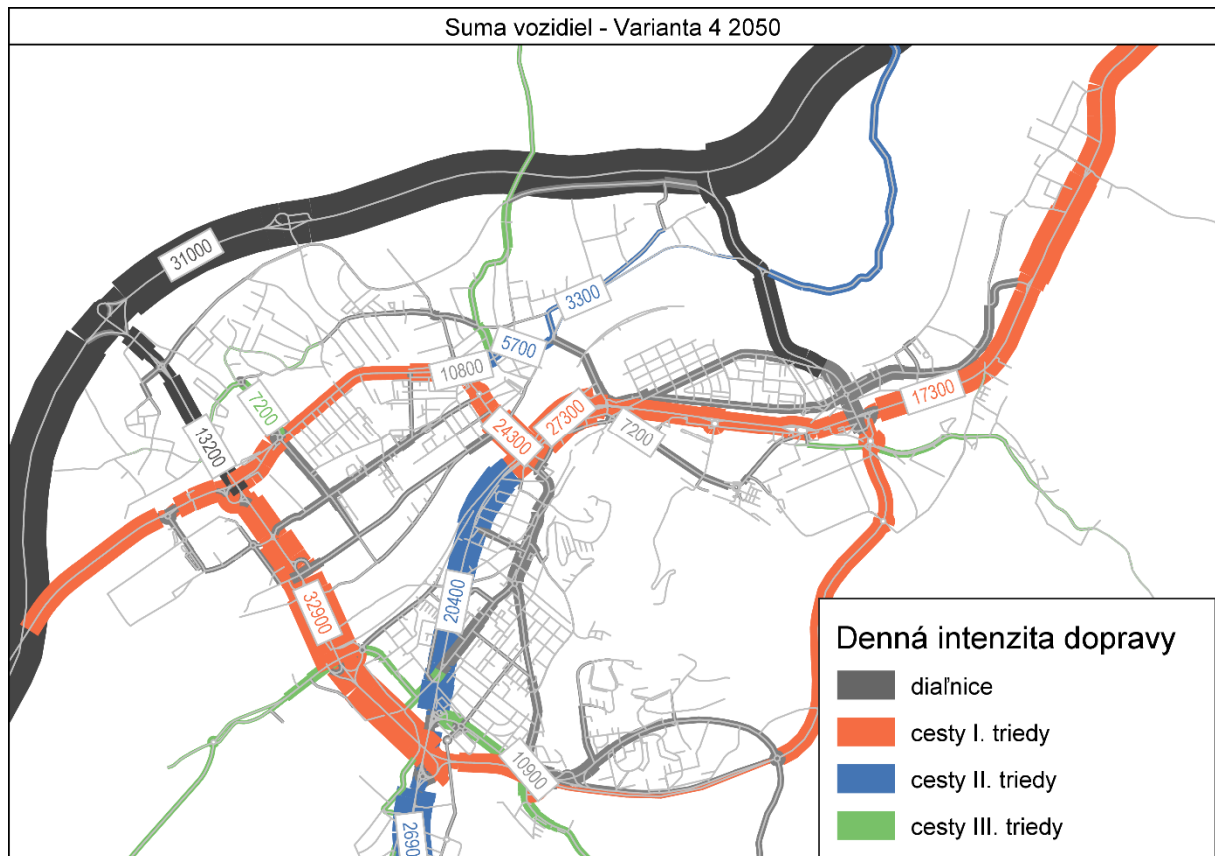 Suma vozidiel - Varianta 4 2050
31000
3300
5700
10800
7200
27300
24300
17300
7200
13200
20400
32900
10900
2690
Denná intenzita dopravy
diaľnice
cesty I. triedy
cesty II. triedy
cesty III. triedy